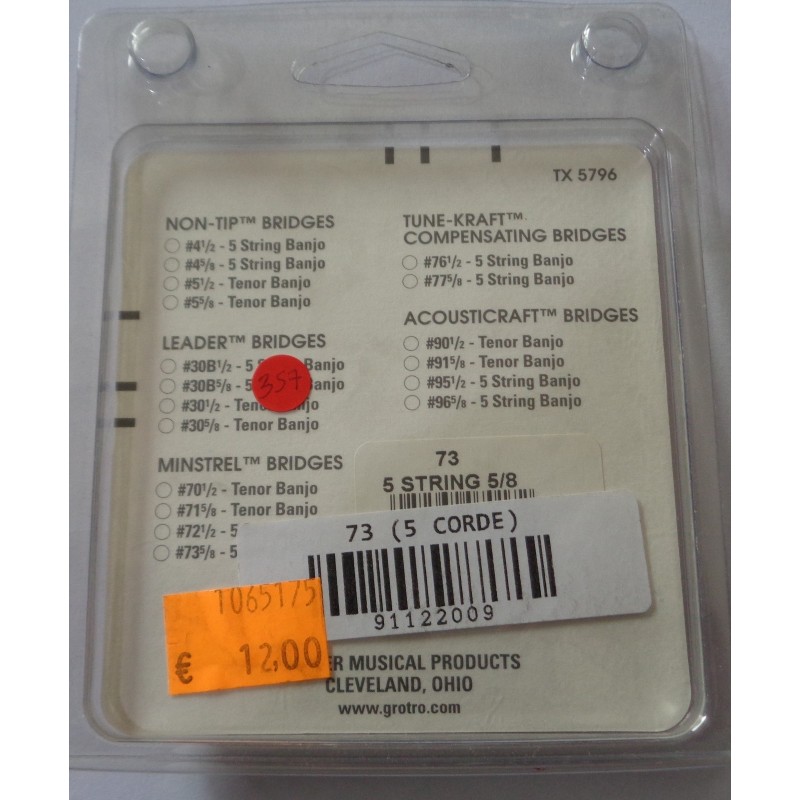 TX 5796
NON-TIP™ BRIDGES
#4½ - 5 String Banjo
#4⅝ - 5 String Banjo
#5½ - Tenor Banjo
#5⅝ - Tenor Banjo
LEADER™ BRIDGES
#30B½ - 5 Banjo
#30B⅝ - 5 Banjo
#30½ - Ten jo
#30⅝ - Tenor Banjo
357
MINSTREL™ BRIDGES
#70½ - Tenor Banjo
#71⅝ - Tenor Banjo
#72½ - 5
#73⅝ - 5
TUNE-KRAFT™
COMPENSATING BRIDGES
#76½ - 5 String Banjo
#77⅝ - 5 String Banjo
ACOUSTICRAFT™ BRIDGES
#90½ - Tenor Banjo
#91⅝ - Tenor Banjo
#95½ - 5 String Banjo
#96⅝ - 5 String Banjo
73
5 STRING 5/8
73 (5 CORDE)
91122009
1065175
€ 12,00
ER MUSICAL PRODUCTS
CLEVELAND, OHIO
www.grotro.com